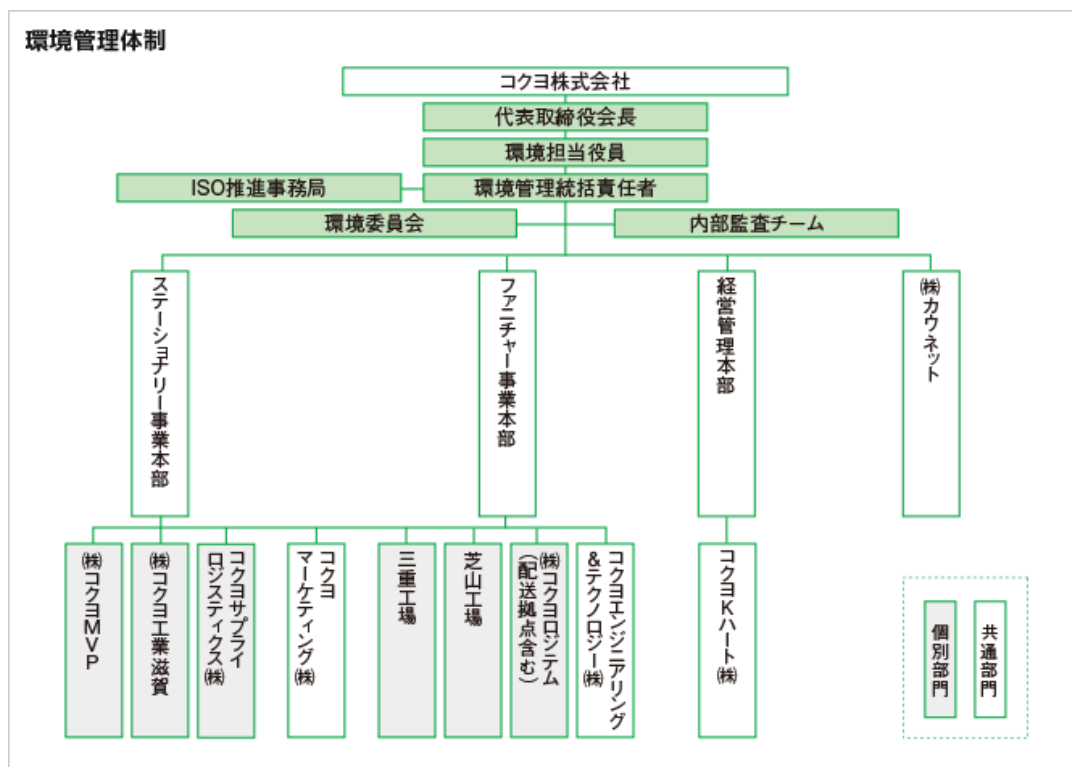 環境管理体制
コクヨ株式会社
代表取締役会長
環境担当役員
ISO推進事務局
環境管理統括責任者
環境委員会
内部監査チーム
ステーショナリー事業本部
ファニチャー事業本部
経営管理本部
㈱カウネット
㈱コクヨMVP
㈱コクヨ工業滋賀
コクヨサプライ
ロジスティクス㈱
コクヨ
マーケティング㈱
三重工場
芝山工場
㈱コクヨロジテム
(配送拠点含む)
コクヨエンジニアリング
&テクノロジー㈱
コクヨKハート㈱
個別部門
共通部門